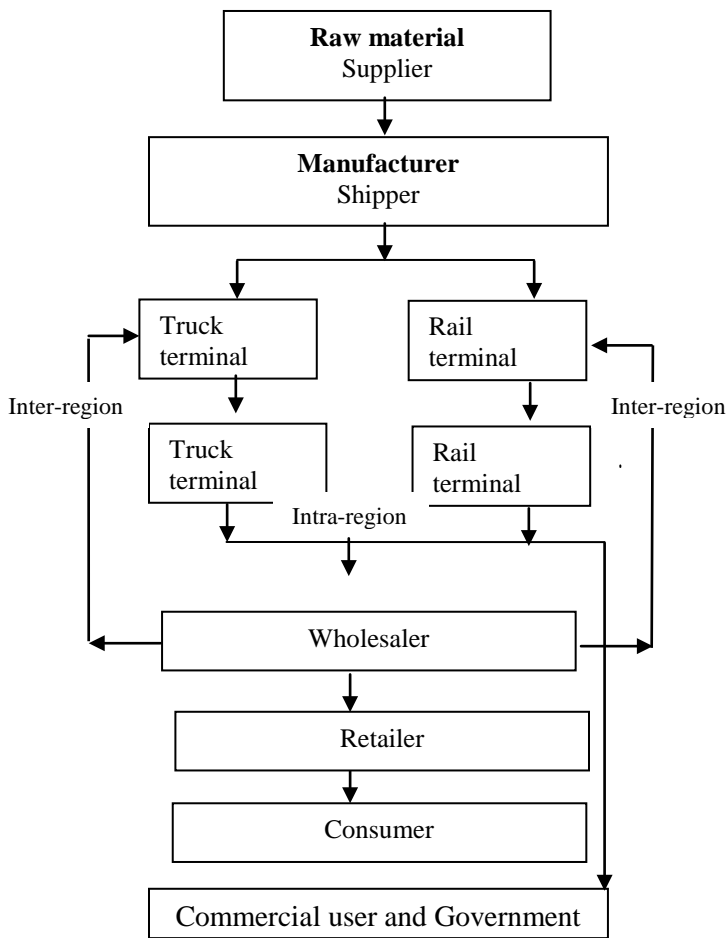 Raw material
Supplier
Manufacturer
Shipper
Truck
terminal
Rail
terminal
Inter-region
Inter-region
Truck
terminal
Rail
terminal
Intra-region
Wholesaler
Retailer
Consumer
Commercial user and Government